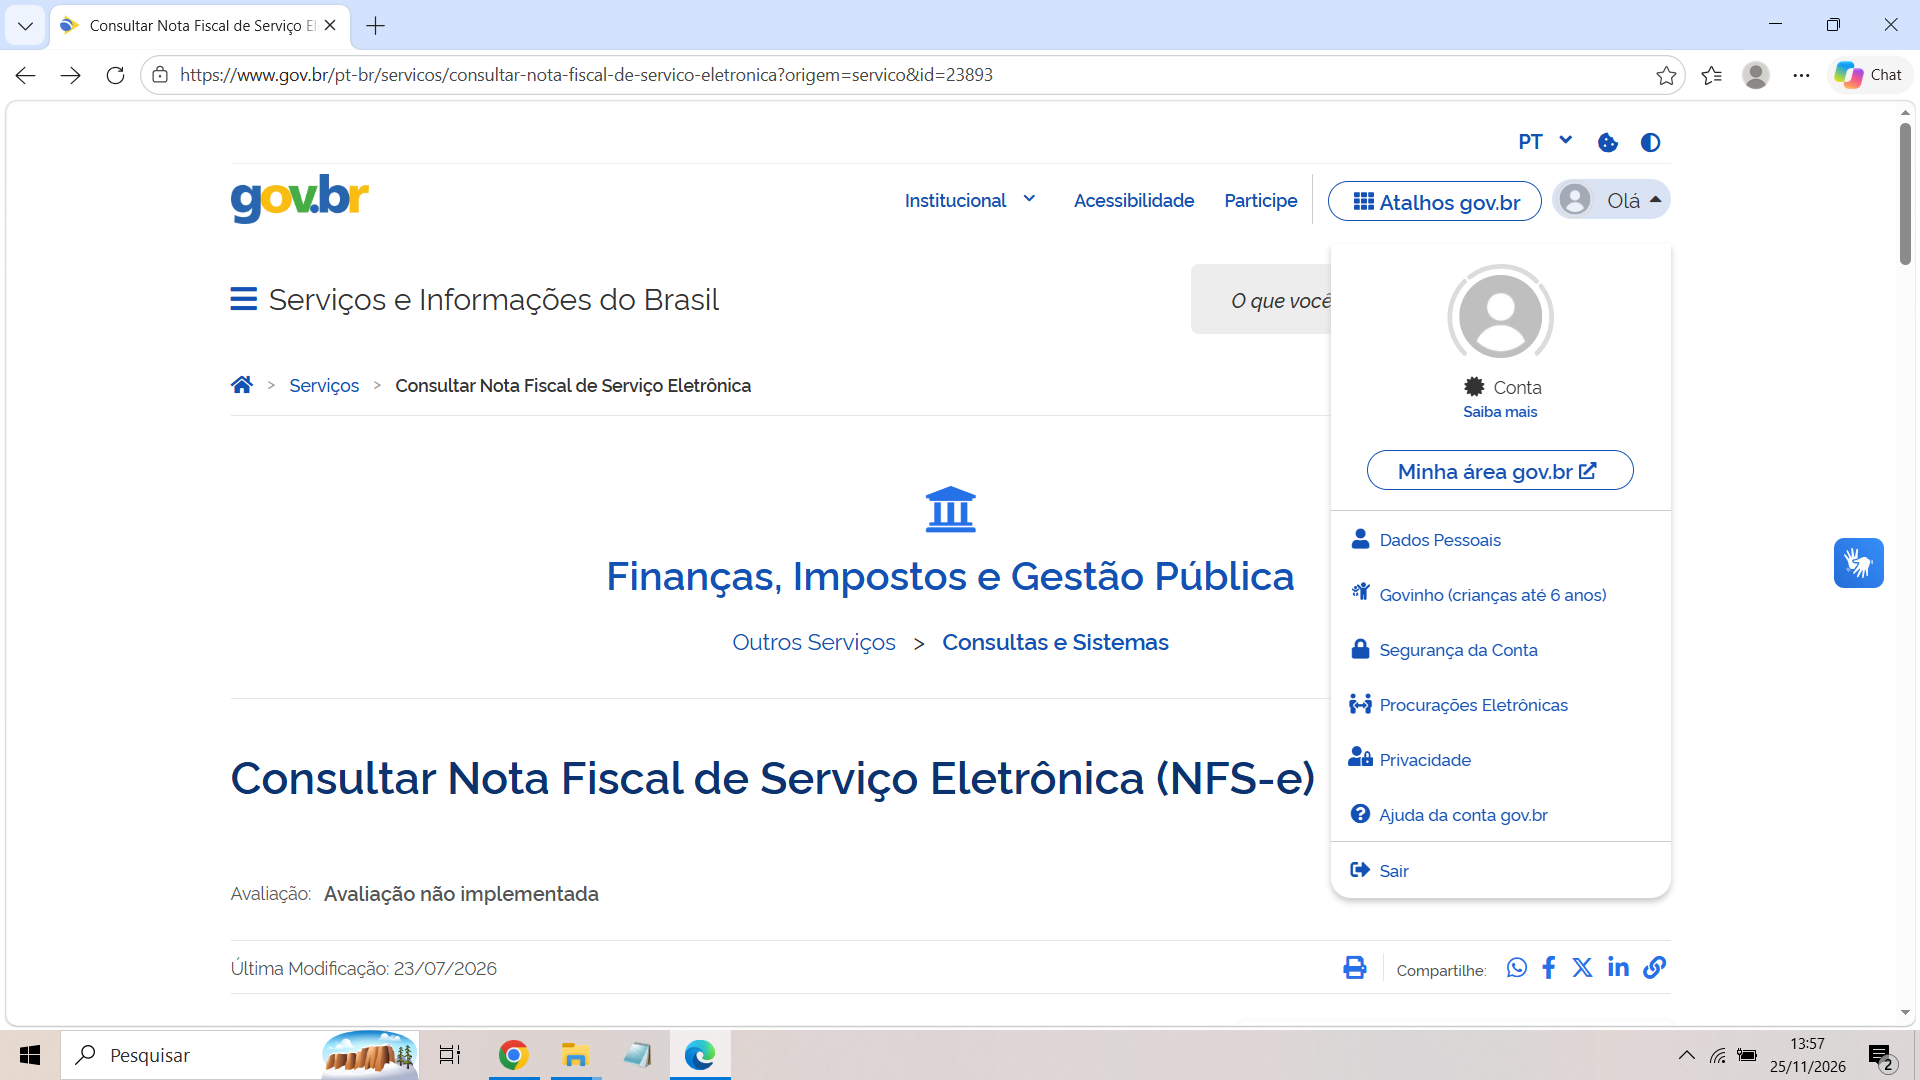 Consultar Nota Fiscal de Serviço El
https://www.gov.br/pt-br/servicos/consultar-nota-fiscal-de-servico-eletronica?origem=servico&id=23893
Chat
PT
gov.br
Institucional
Acessibilidade
Participe
Atalhos gov.br
Olá
Serviços e Informações do Brasil
O que você
Conta
Saiba mais
Serviços > Consultar Nota Fiscal de Serviço Eletrônica
Minha área gov.br
Dados Pessoais
Govinho (crianças até 6 anos)
Segurança da Conta
Procurações Eletrônicas
Privacidade
Ajuda da conta gov.br
Sair
Finanças, Impostos e Gestão Pública
Outros Serviços > Consultas e Sistemas
Consultar Nota Fiscal de Serviço Eletrônica (NFS-e)
Avaliação: Avaliação não implementada
Última Modificação: 23/07/2026
Compartilhe:
Pesquisar
13:57
25/11/2026
2